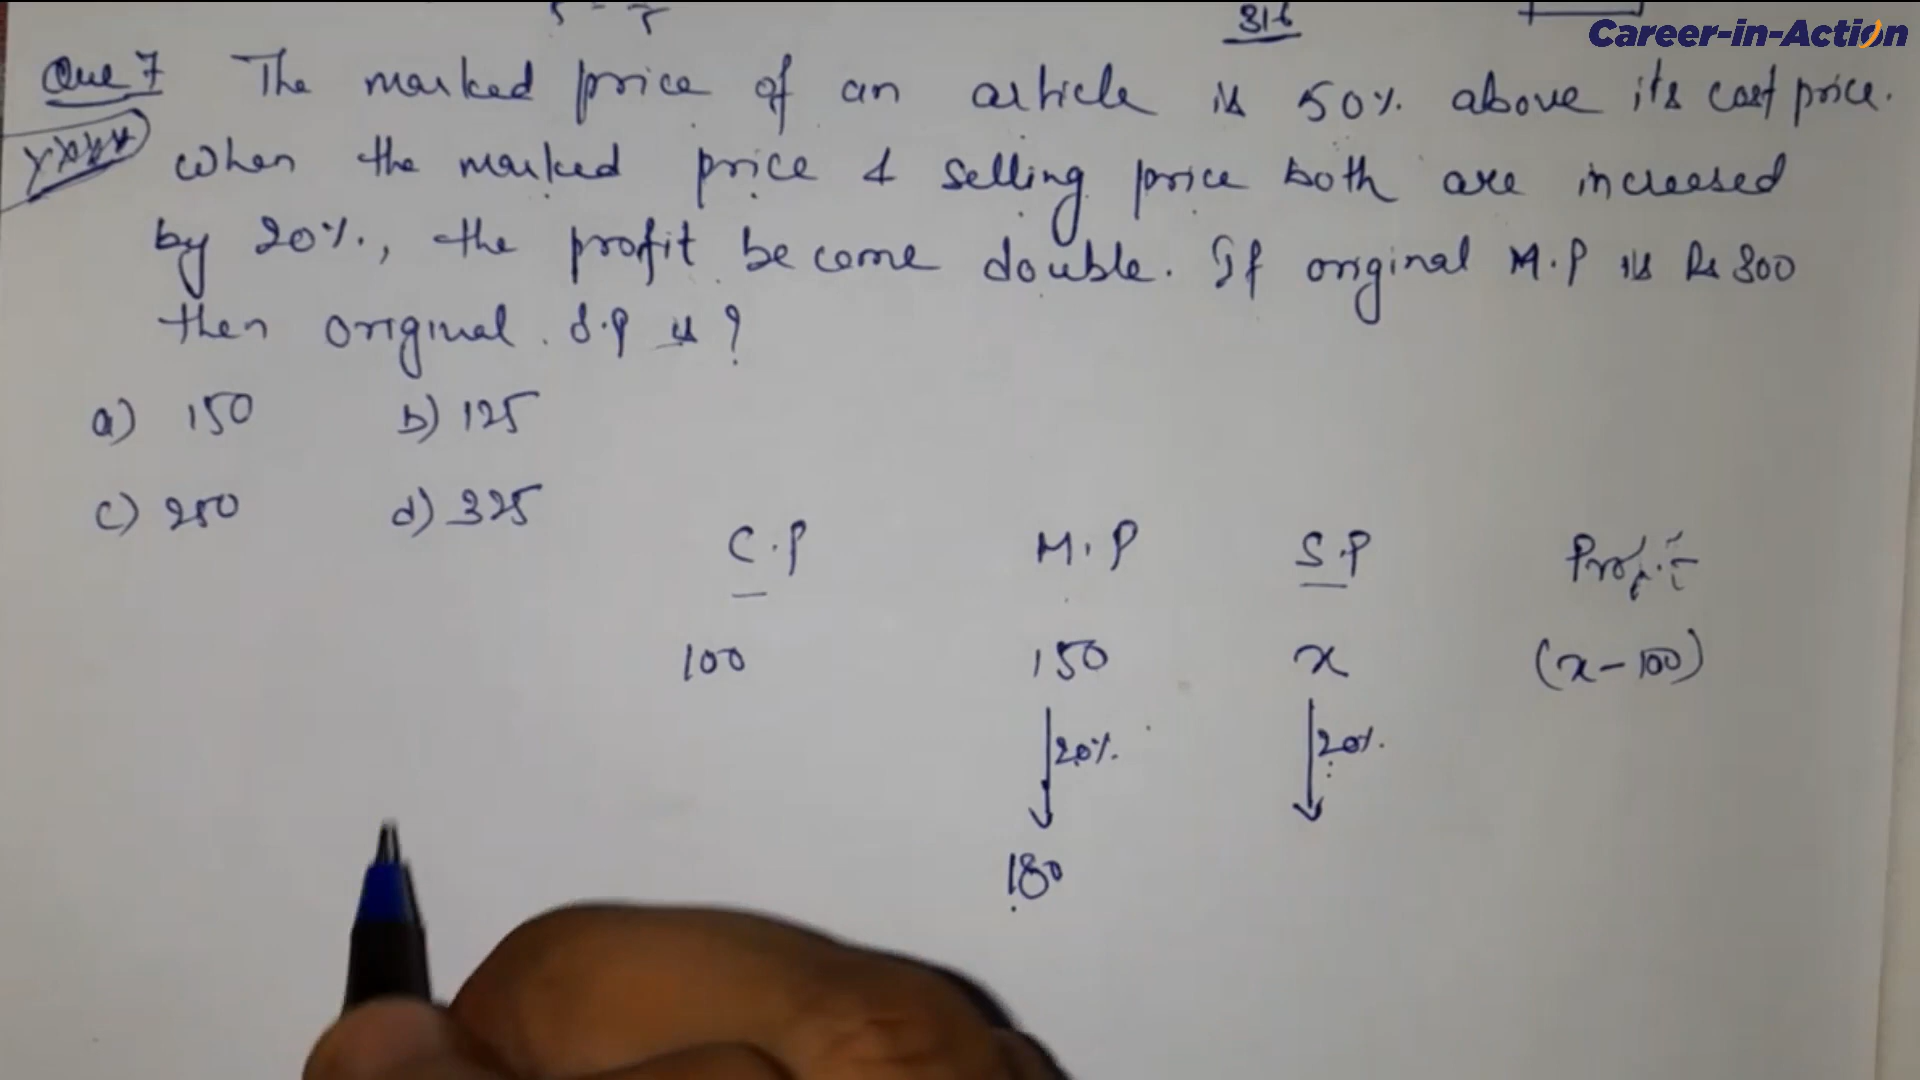 316
Career-in-Action
Que 7 The marked price of an article is 50% above its cost price.
When the marked price & selling price both are increased
by 20%, the profit become double. If original M.P is Rs 300
then original S.P is ?
a) 150 b) 125
c) 250 d) 325
C.P M.P S.P Profit
100 150 x (x-100)
20% 20%
180